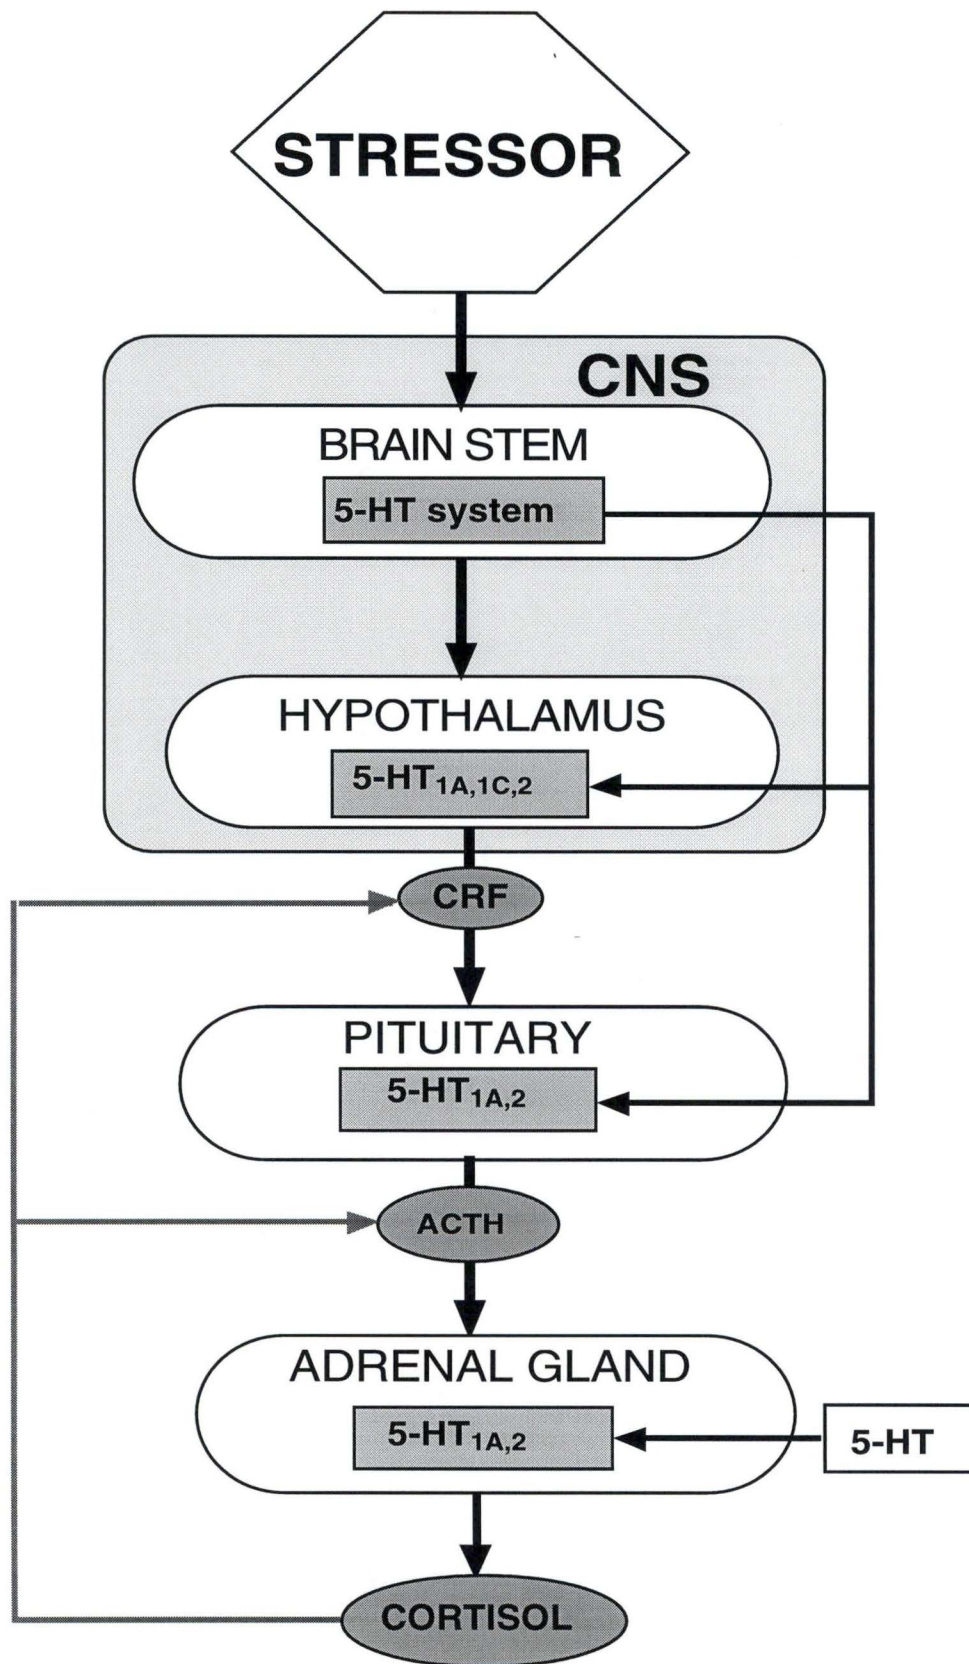 STRESSOR
CNS
BRAIN STEM
5-HT system
HYPOTHALAMUS
5-HT1A,1C,2
CRF
PITUITARY
5-HT1A,2
ACTH
ADRENAL GLAND
5-HT1A,2
5-HT
CORTISOL